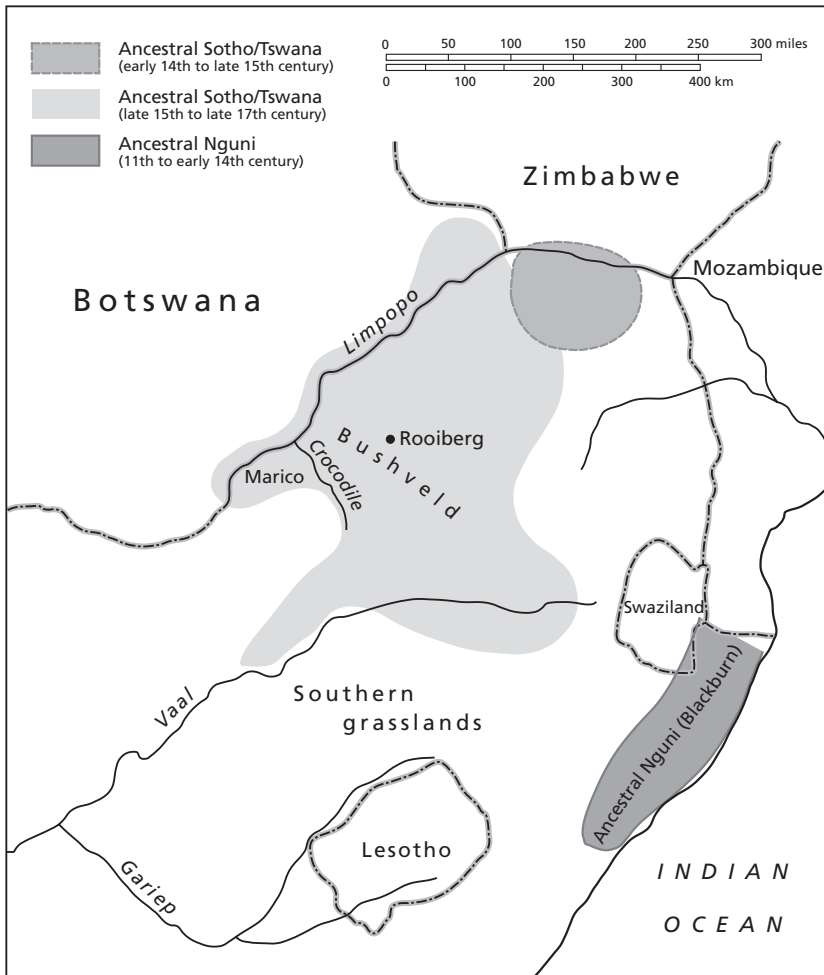 Ancestral Sotho/Tswana
(early 14th to late 15th century)
Ancestral Sotho/Tswana
(late 15th to late 17th century)
Ancestral Nguni
(11th to early 14th century)
0 50 100 150 200 250 300 miles
0 100 200 300 400 km
Zimbabwe
Mozambique
Botswana
Limpopo
Rooiberg
Bushveld
Crocodile
Marico
Swaziland
Ancestral Nguni (Blackburn)
Vaal
Southern
grasslands
Lesotho
Gariep
INDIAN
OCEAN